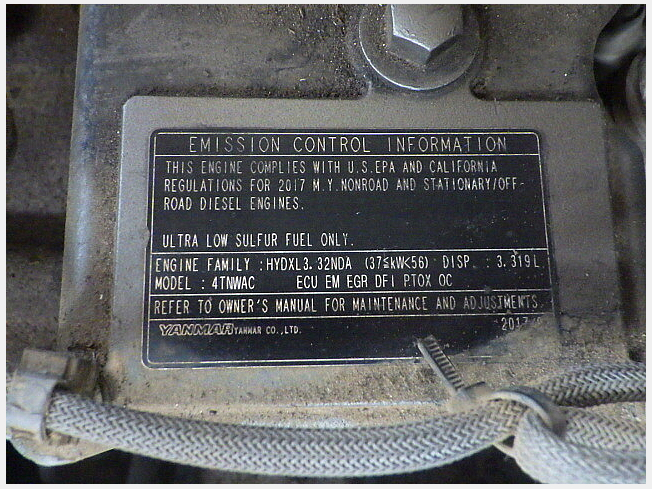 EMISSION CONTROL INFORMATION
THIS ENGINE COMPLIES WITH U.S.EPA AND CALIFORNIA
REGULATIONS FOR 2017 M.Y.NONROAD AND STATIONARY/OFF-
ROAD DIESEL ENGINES.
ULTRA LOW SULFUR FUEL ONLY.
ENGINE FAMILY :HYDXL3.32NDA (37≤kW<56) DISP. : 3.319L
MODEL : 4TNWAC ECU EM EGR DFI PTOX OC
REFER TO OWNER'S MANUAL FOR MAINTENANCE AND ADJUSTMENTS.
YANMAR YANMAR CO.,LTD.
2017